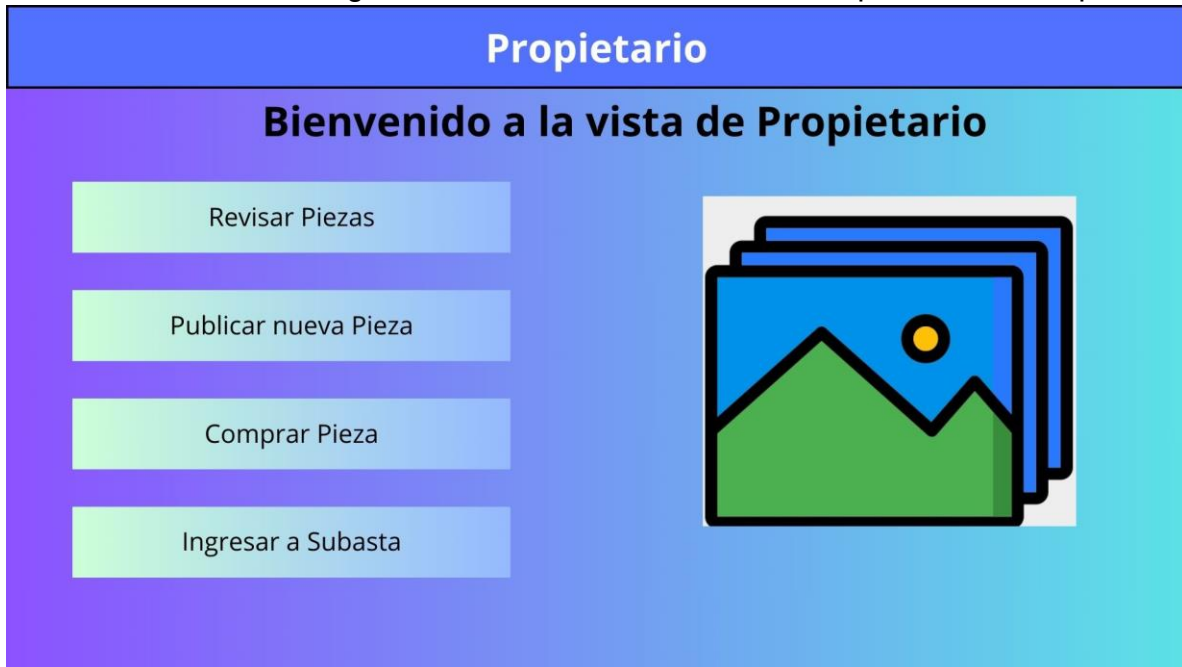 Propietario
Bienvenido a la vista de Propietario
Revisar Piezas
Publicar nueva Pieza
Comprar Pieza
Ingresar a Subasta